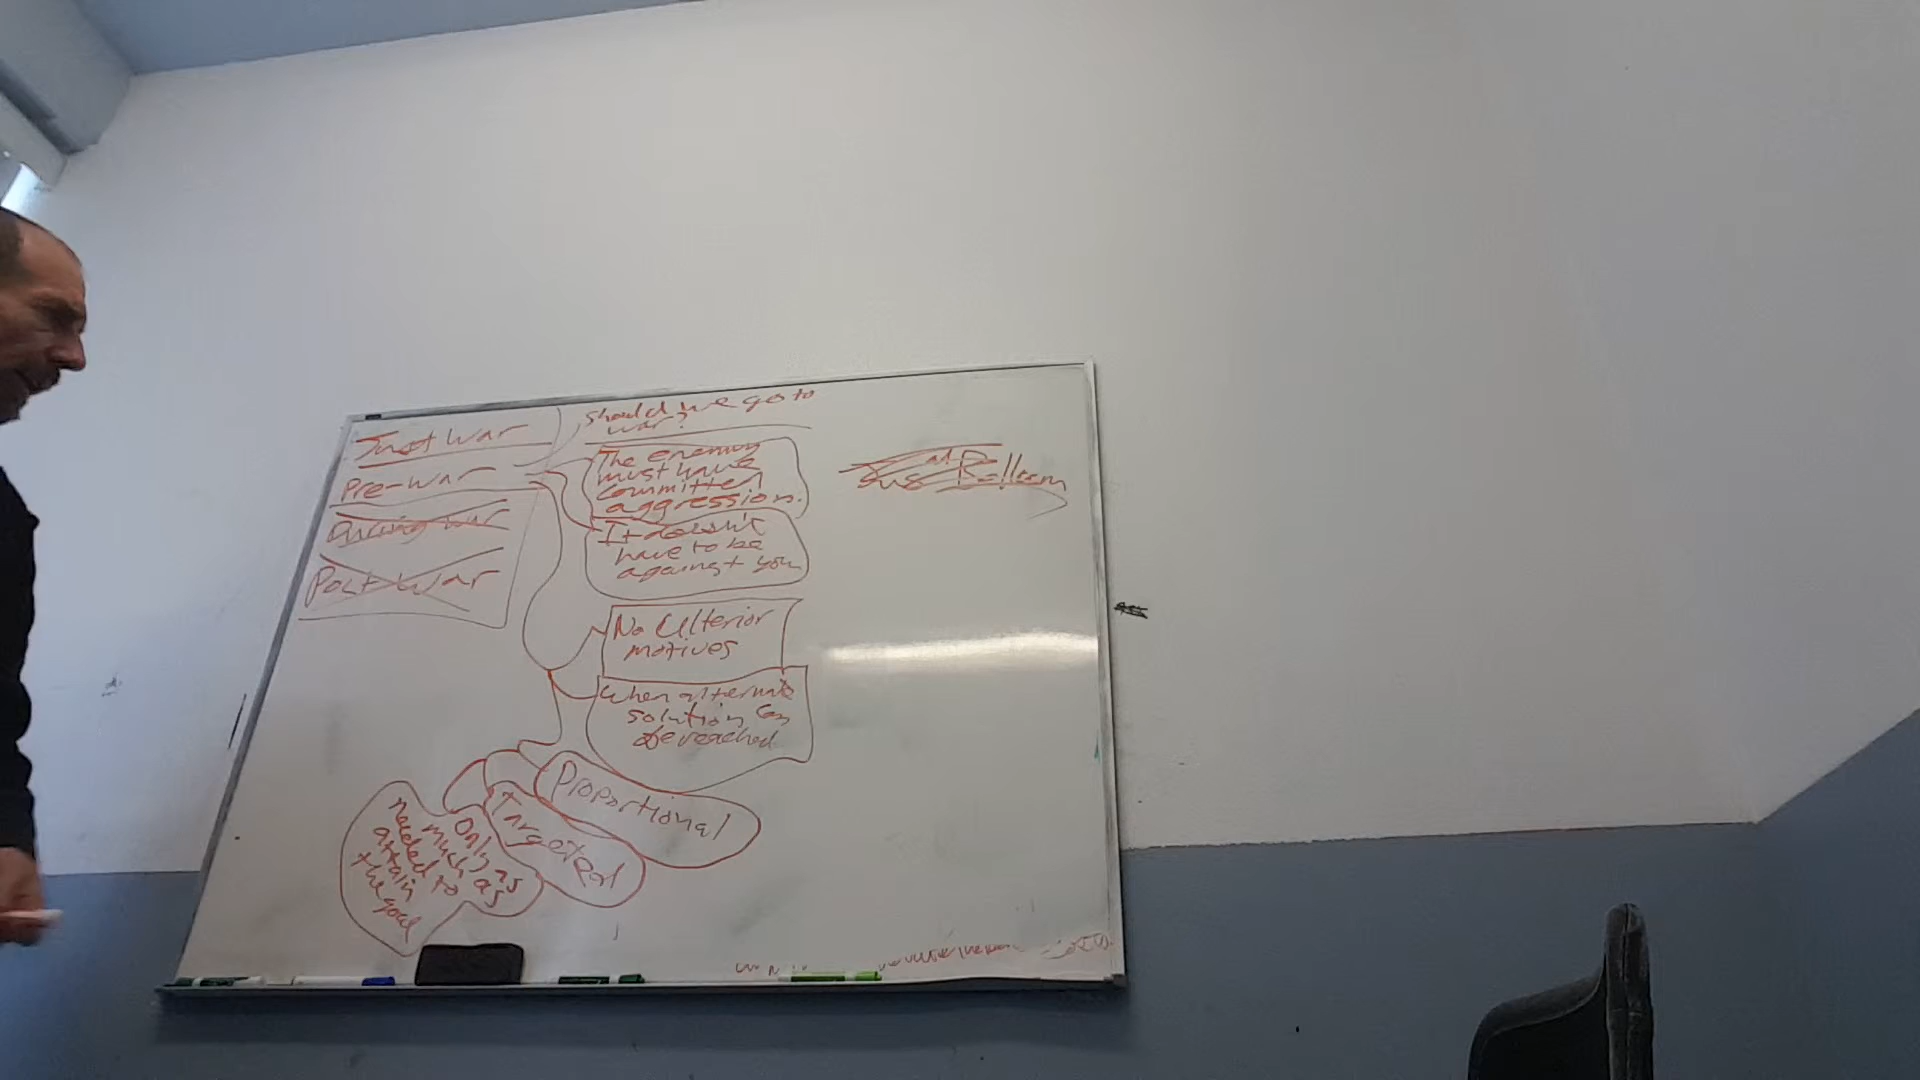 Just War
Pre-War
During War
Post War
Should we go to
war?
The enemy
must have
committed
aggression.
It doesn't
have to be
against you
No Ulterior
motives
When alternate
solution can
be reached
Proportional
Targeted
Only as
much as
needed to
attain
the goal
Jus Bellum